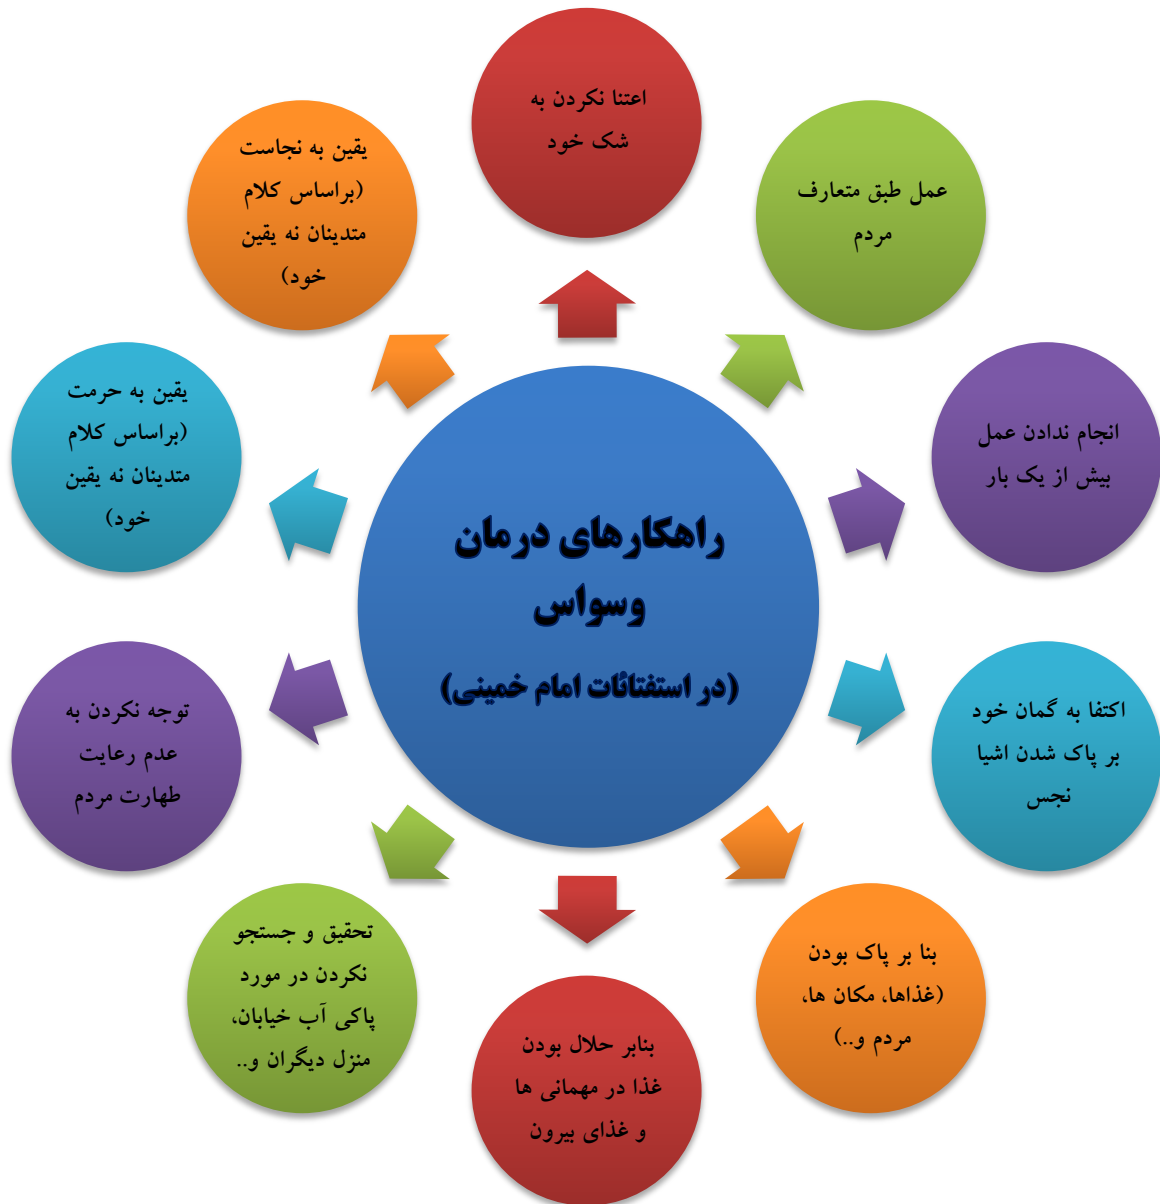 راهکارهای درمان
وسواس
(در استفتائات امام خمینی)
اعتنا نکردن به
شک خود
عمل طبق متعارف
مردم
انجام ندادن عمل
بیش از یک بار
اکتفا به گمان خود
بر پاک شدن اشیا
نجس
بنا بر پاک بودن
(غذاها، مکان ها،
مردم و..)
بنابر حلال بودن
غذا در مهمانی ها
و غذای بیرون
تحقیق و جستجو
نکردن در مورد
پاکی آب خیابان،
منزل دیگران و..
توجه نکردن به
عدم رعایت
طهارت مردم
یقین به حرمت
(براساس کلام
متدینان نه یقین
خود)
یقین به نجاست
(براساس کلام
متدینان نه یقین
خود)